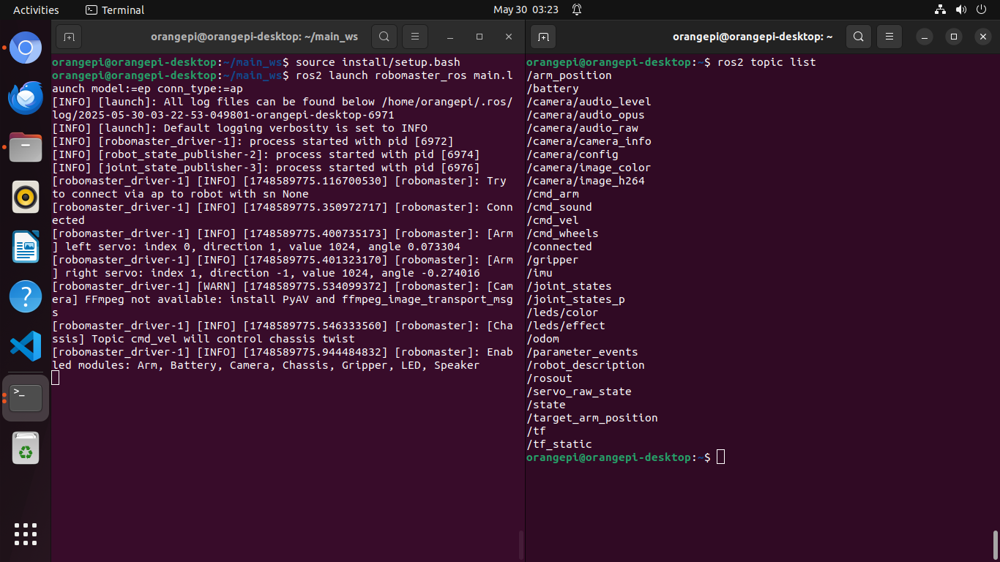 Activities
Terminal
May 30 03:23
orangepi@orangepi-desktop: ~/main_ws
orangepi@orangepi-desktop:~/main_ws$ source install/setup.bash
orangepi@orangepi-desktop:~/main_ws$ ros2 launch robomaster_ros main.l
aunch model:=ep conn_type:=ap
[INFO] [launch]: All log files can be found below /home/orangepi/.ros/
log/2025-05-30-03-22-53-049801-orangepi-desktop-6971
[INFO] [launch]: Default logging verbosity is set to INFO
[INFO] [robomaster_driver-1]: process started with pid [6972]
[INFO] [robot_state_publisher-2]: process started with pid [6974]
[INFO] [joint_state_publisher-3]: process started with pid [6976]
[robomaster_driver-1] [INFO] [1748589775.116700530] [robomaster]: Try
to connect via ap to robot with sn None
[robomaster_driver-1] [INFO] [1748589775.350972717] [robomaster]: Conn
ected
[robomaster_driver-1] [INFO] [1748589775.400735173] [robomaster]: [Arm
] left servo: index 0, direction 1, value 1024, angle 0.073304
[robomaster_driver-1] [INFO] [1748589775.401323170] [robomaster]: [Arm
] right servo: index 1, direction -1, value 1024, angle -0.274016
[robomaster_driver-1] [WARN] [1748589775.534099372] [robomaster]: [Cam
era] FFmpeg not available: install PyAV and ffmpeg_image_transport_msg
s
[robomaster_driver-1] [INFO] [1748589775.546333560] [robomaster]: [Cha
ssis] Topic cmd_vel will control chassis twist
[robomaster_driver-1] [INFO] [1748589775.944484832] [robomaster]: Enab
led modules: Arm, Battery, Camera, Chassis, Gripper, LED, Speaker
orangepi@orangepi-desktop: ~
orangepi@orangepi-desktop:~$ ros2 topic list
/arm_position
/battery
/camera/audio_level
/camera/audio_opus
/camera/audio_raw
/camera/camera_info
/camera/config
/camera/image_color
/camera/image_h264
/cmd_arm
/cmd_sound
/cmd_vel
/cmd_wheels
/connected
/gripper
/imu
/joint_states
/joint_states_p
/leds/color
/leds/effect
/odom
/parameter_events
/robot_description
/rosout
/servo_raw_state
/state
/target_arm_position
/tf
/tf_static
orangepi@orangepi-desktop:~$